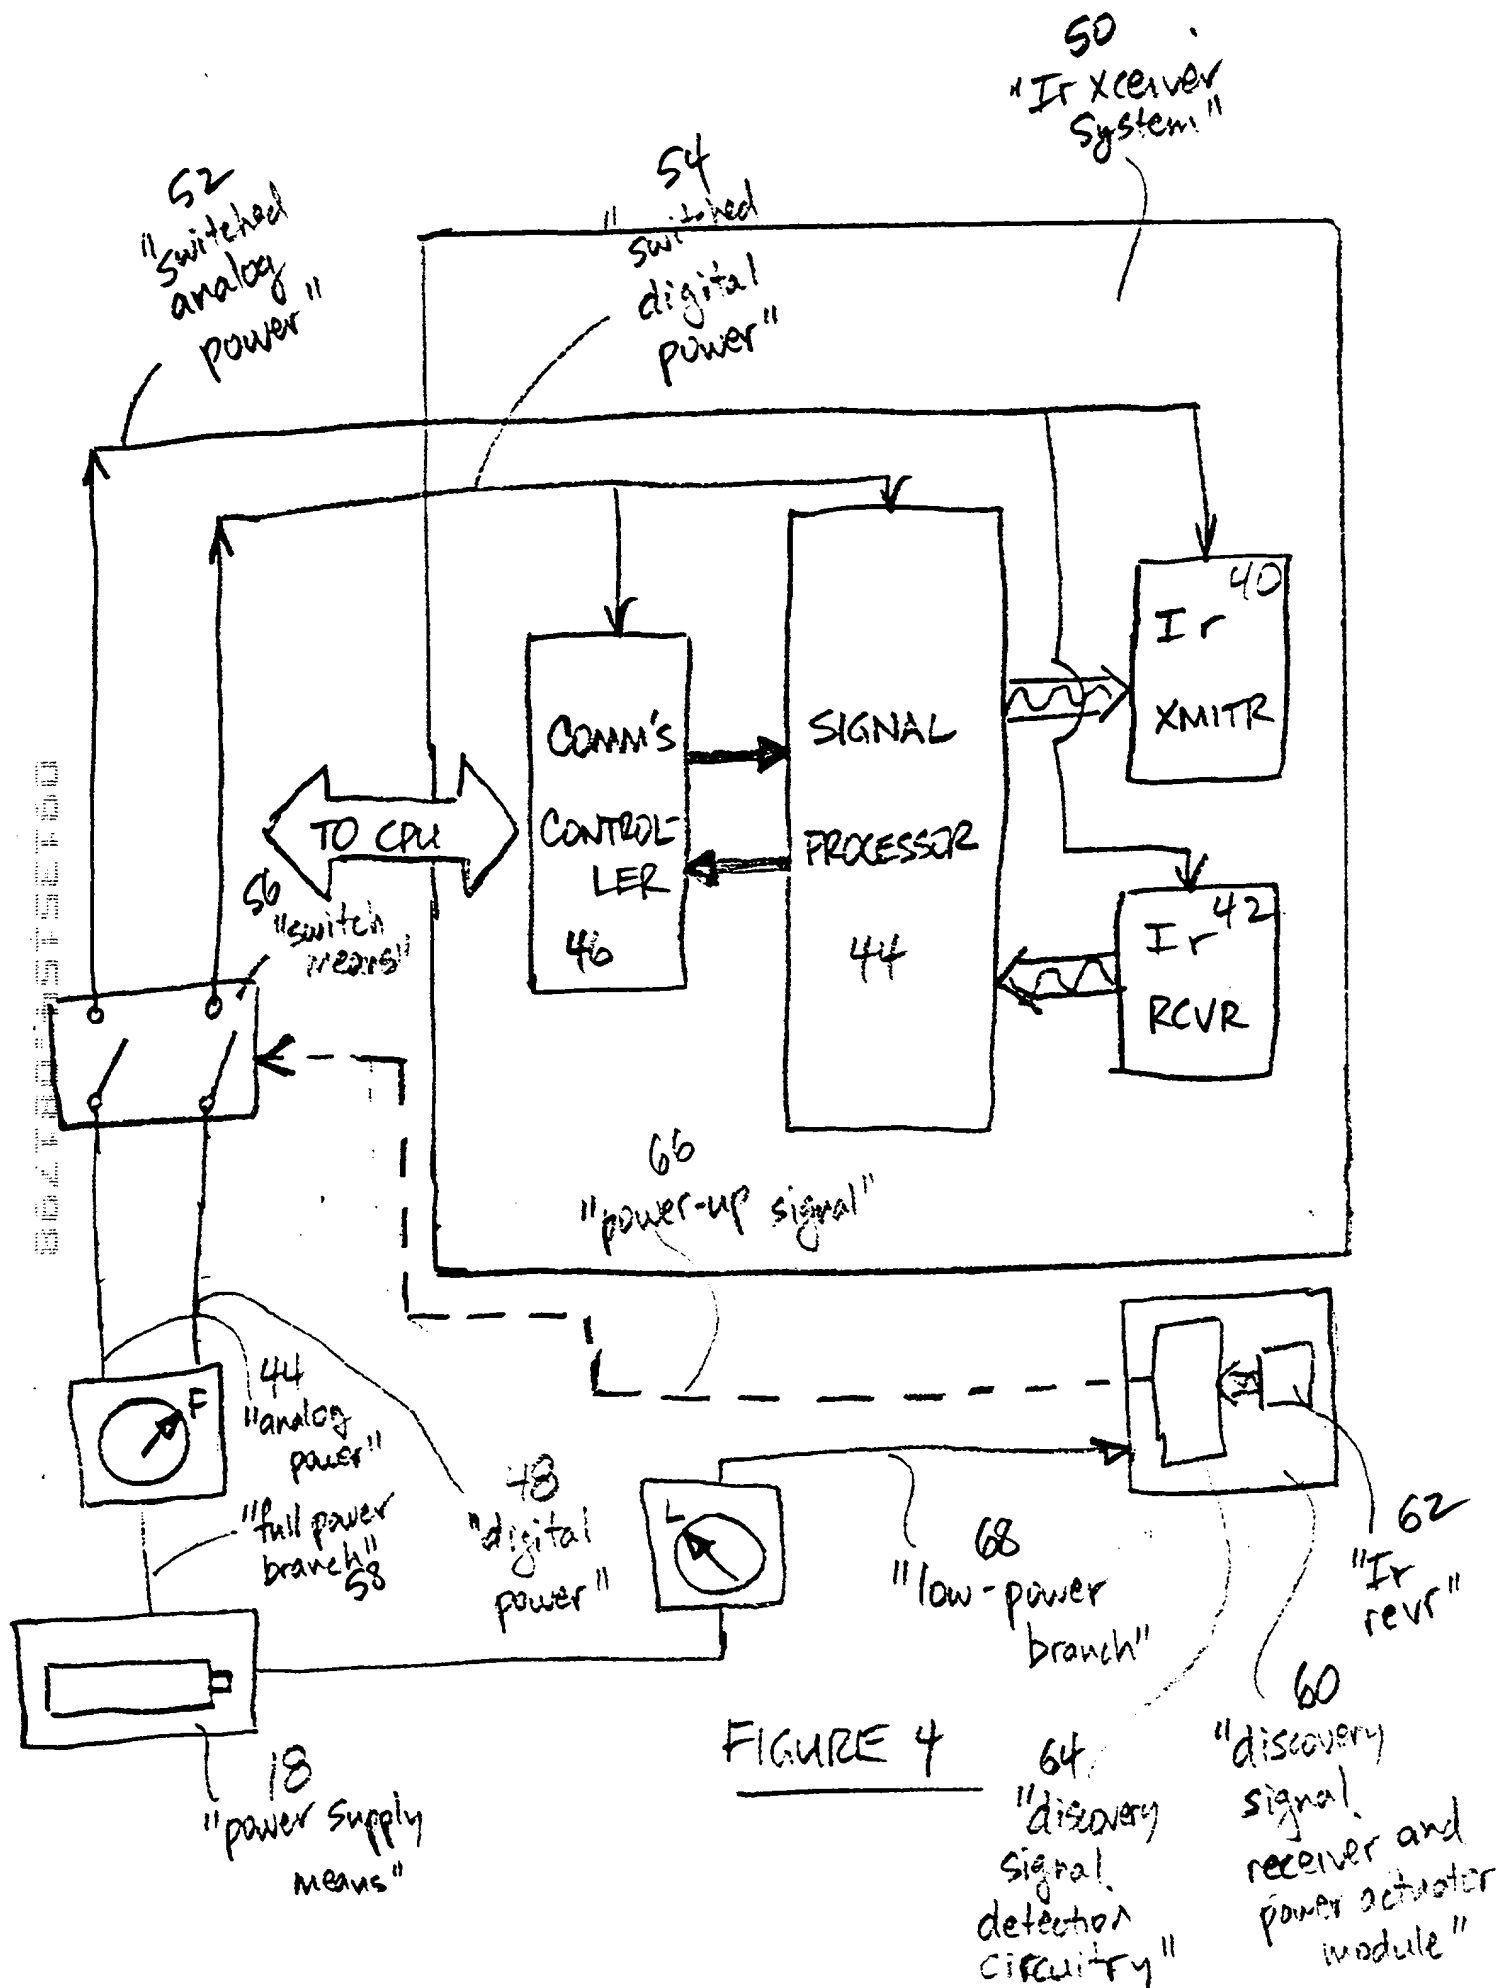 50
"Ir Xceiver
System"
52
"switched
analog
power"
54
"switched
digital
power"
40
Ir
XMITR
COMM'S
CONTROL-
LER
46
SIGNAL
PROCESSOR
44
TO CPU
56
"switch
means"
42
Ir
RCVR
66
"power-up signal"
F
44
"analog
power"
"full power
branch"
58
48
"digital
power"
L
68
"low-power
branch"
62
"Ir
rcvr"
18
"power supply
means"
FIGURE 4
64
"discovery
signal
detection
circuitry"
60
"discovery
signal
receiver and
power actuator
module"